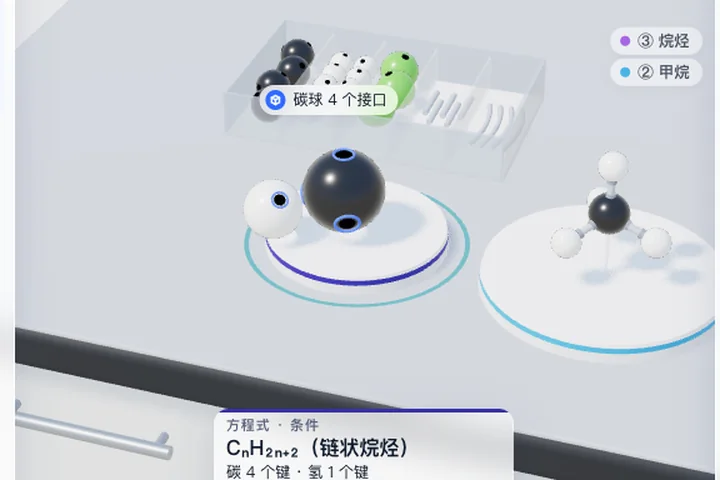 ③ 烷烃
② 甲烷
碳球 4 个接口
方程式 · 条件
CₙH₂ₙ₊₂（链状烷烃）
碳 4 个键 · 氢 1 个键